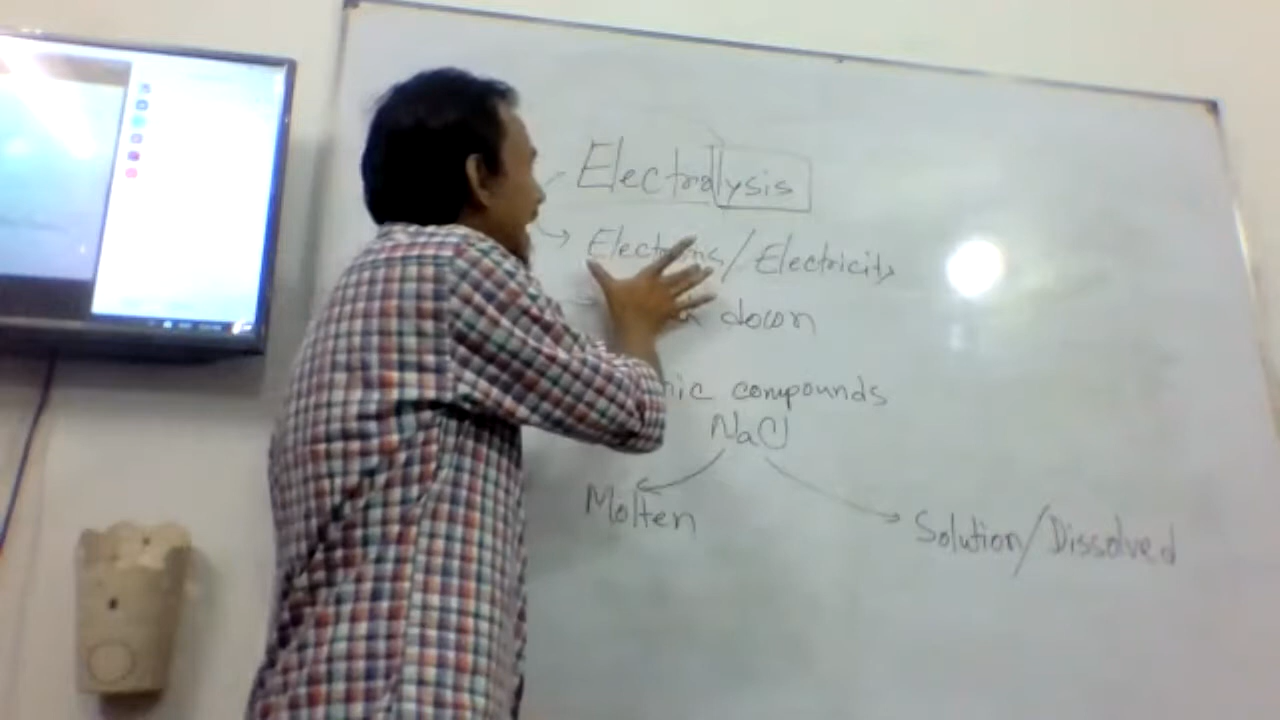 Electrolysis
Electrons/Electricity
down
compounds
NaCl
Molten
Solution/Dissolved